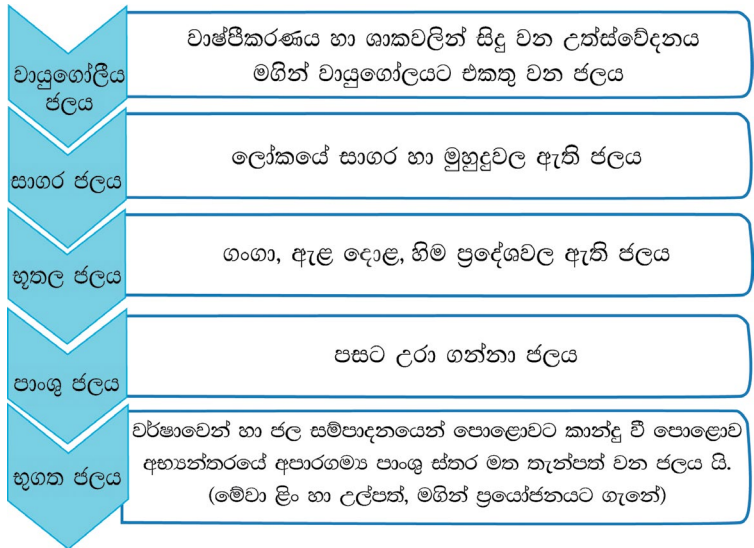 වායුගෝලීය
ජලය
වාෂ්පීකරණය හා ශාකවලින් සිදු වන උත්ස්වේදනය
මගින් වායුගෝලයට එකතු වන ජලය
සාගර ජලය
ලෝකයේ සාගර හා මුහුදුවල ඇති ජලය
භූතල ජලය
ගංගා, ඇළ දොළ, හිම ප්‍රදේශවල ඇති ජලය
පාංශු ජලය
පසට උරා ගන්නා ජලය
භූගත ජලය
වර්ෂාවෙන් හා ජල සම්පාදනයෙන් පොළොවට කාන්දු වී පොළොව
අභ්‍යන්තරයේ අපාරගම්‍ය පාංශු ස්තර මත තැන්පත් වන ජලය යි.
(මේවා ළිං හා උල්පත්, මගින් ප්‍රයෝජනයට ගැනේ)